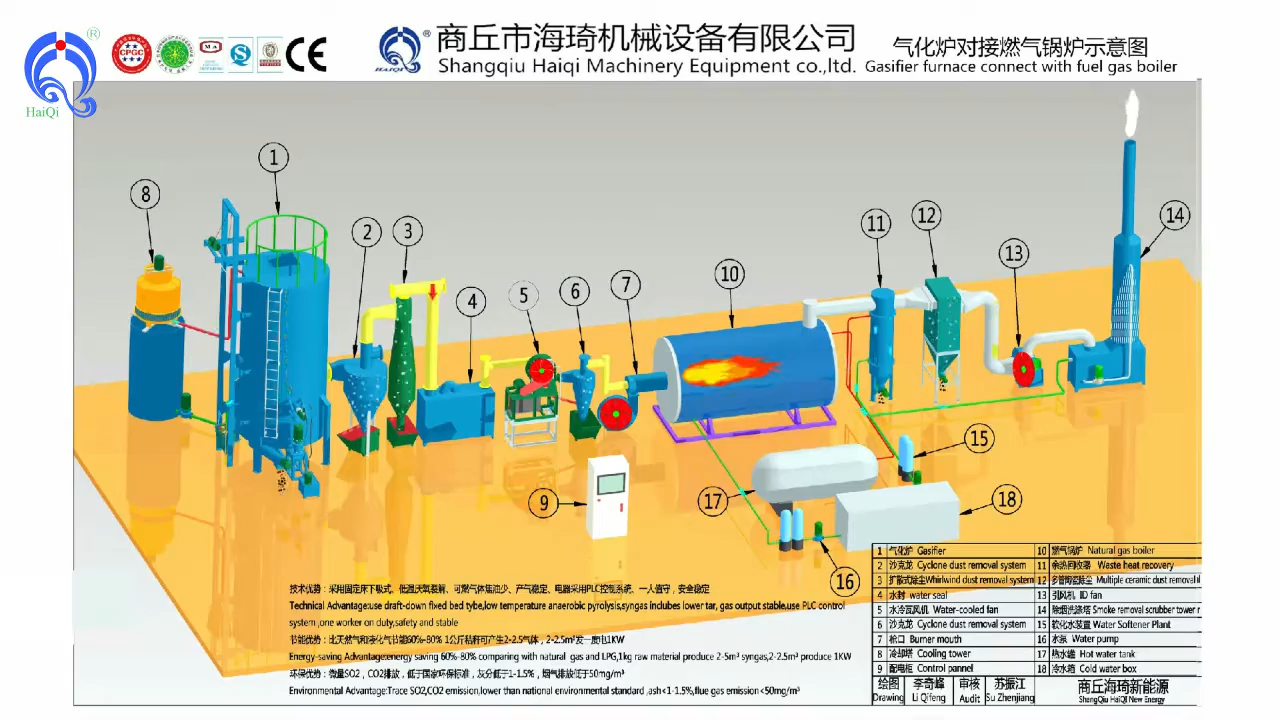 HaiQi
®
CPGC
MA
CE
HAIQI
®
商丘市海琦机械设备有限公司
Shangqiu Haiqi Machinery Equipment co.,ltd.
气化炉对接燃气锅炉示意图
Gasifier furnace connect with fuel gas boiler
1
8
2
3
4
5
6
7
10
11
12
13
14
15
9
17
18
16
技术优势：采用固定床下吸式、低温厌氧裂解、可燃气体焦油少、产气稳定、电器采用PLC控制系统、一人值守，安全稳定
Technical Advantage:use draft-down fixed bed tybe,low temperature anaerobic pyrolysis,syngas indubes lower tar, gas output stable,use PLC control
system ,one worker on duty,safety and stable
节能优势：比天然气和液化气节能60%-80% 1公斤秸秆可产生2-2.5气体，2-2.5m³发一度电1KW
Energy-saving Advantage:energy saving 60%-80% comparing with natural gas and LPG,1kg raw material produce 2-5m³ syngas,2-2.5m³ produce 1KW
环保优势：微量SO2，CO2排放，低于国家环保标准，灰分低于1-1.5%，烟气排放低于50mg/m³
Environmental Advantage:Trace SO2,CO2 emission,lower than national environmental standard ,ash<1-1.5%,flue gas emission<50mg/m³
1 气化炉 Gasifier 10 燃气锅炉 Natural gas boiler
2 沙克龙 Cyclone dust removal system 11 余热回收器 Waste heat recovery
3 扩散式除尘Whirlwind dust removal system 12 多管陶瓷除尘 Multiple ceramic dust removal
4 水封 water seal 13 引风机 ID fan
5 水冷瓦风机 Water-cooled fan 14 除烟洗涤塔 Smoke removal scrubber tower
6 沙克龙 Cyclone dust removal system 15 软化水装置 Water Softener Plant
7 枪口 Burner mouth 16 水泵 Water pump
8 冷却塔 Cooling tower 17 热水罐 Hot water tank
9 配电柜 Control pannel 18 冷水箱 Cold water box
绘图 李奇峰 审核 苏振江 商丘海琦新能源
Drawing Li Qifeng Audit Su Zhenjiang ShangQiu HaiQi New Energy